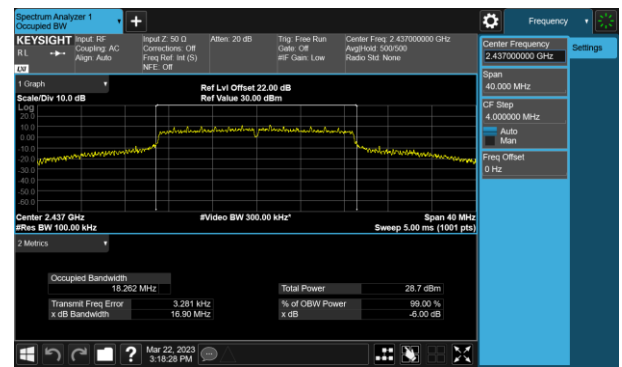 Spectrum Analyzer 1
Occupied BW
+
Frequency
KEYSIGHT
RL
Input: RF
Coupling: AC
Align: Auto
Input Z: 50 Ω
Corrections: Off
Freq Ref: Int (S)
NFE: Off
Atten: 20 dB
Trig: Free Run
Gate: Off
#IF Gain: Low
Center Freq: 2.437000000 GHz
Avg|Hold: 500/500
Radio Std: None
Center Frequency
2.437000000 GHz
Settings
Span
40.000 MHz
CF Step
4.000000 MHz
Auto
Man
Freq Offset
0 Hz
1 Graph
Scale/Div 10.0 dB
Ref Lvl Offset 22.00 dB
Ref Value 30.00 dBm
Log
20.0
10.0
0.00
-10.0
-20.0
-30.0
-40.0
-50.0
-60.0
Center 2.437 GHz
#Res BW 100.00 kHz
#Video BW 300.00 kHz*
Span 40 MHz
Sweep 5.00 ms (1001 pts)
2 Metrics
Occupied Bandwidth
18.262 MHz
Total Power 28.7 dBm
Transmit Freq Error 3.281 kHz
% of OBW Power 99.00 %
x dB Bandwidth 16.90 MHz
x dB -6.00 dB
?
Mar 22, 2023
3:18:28 PM